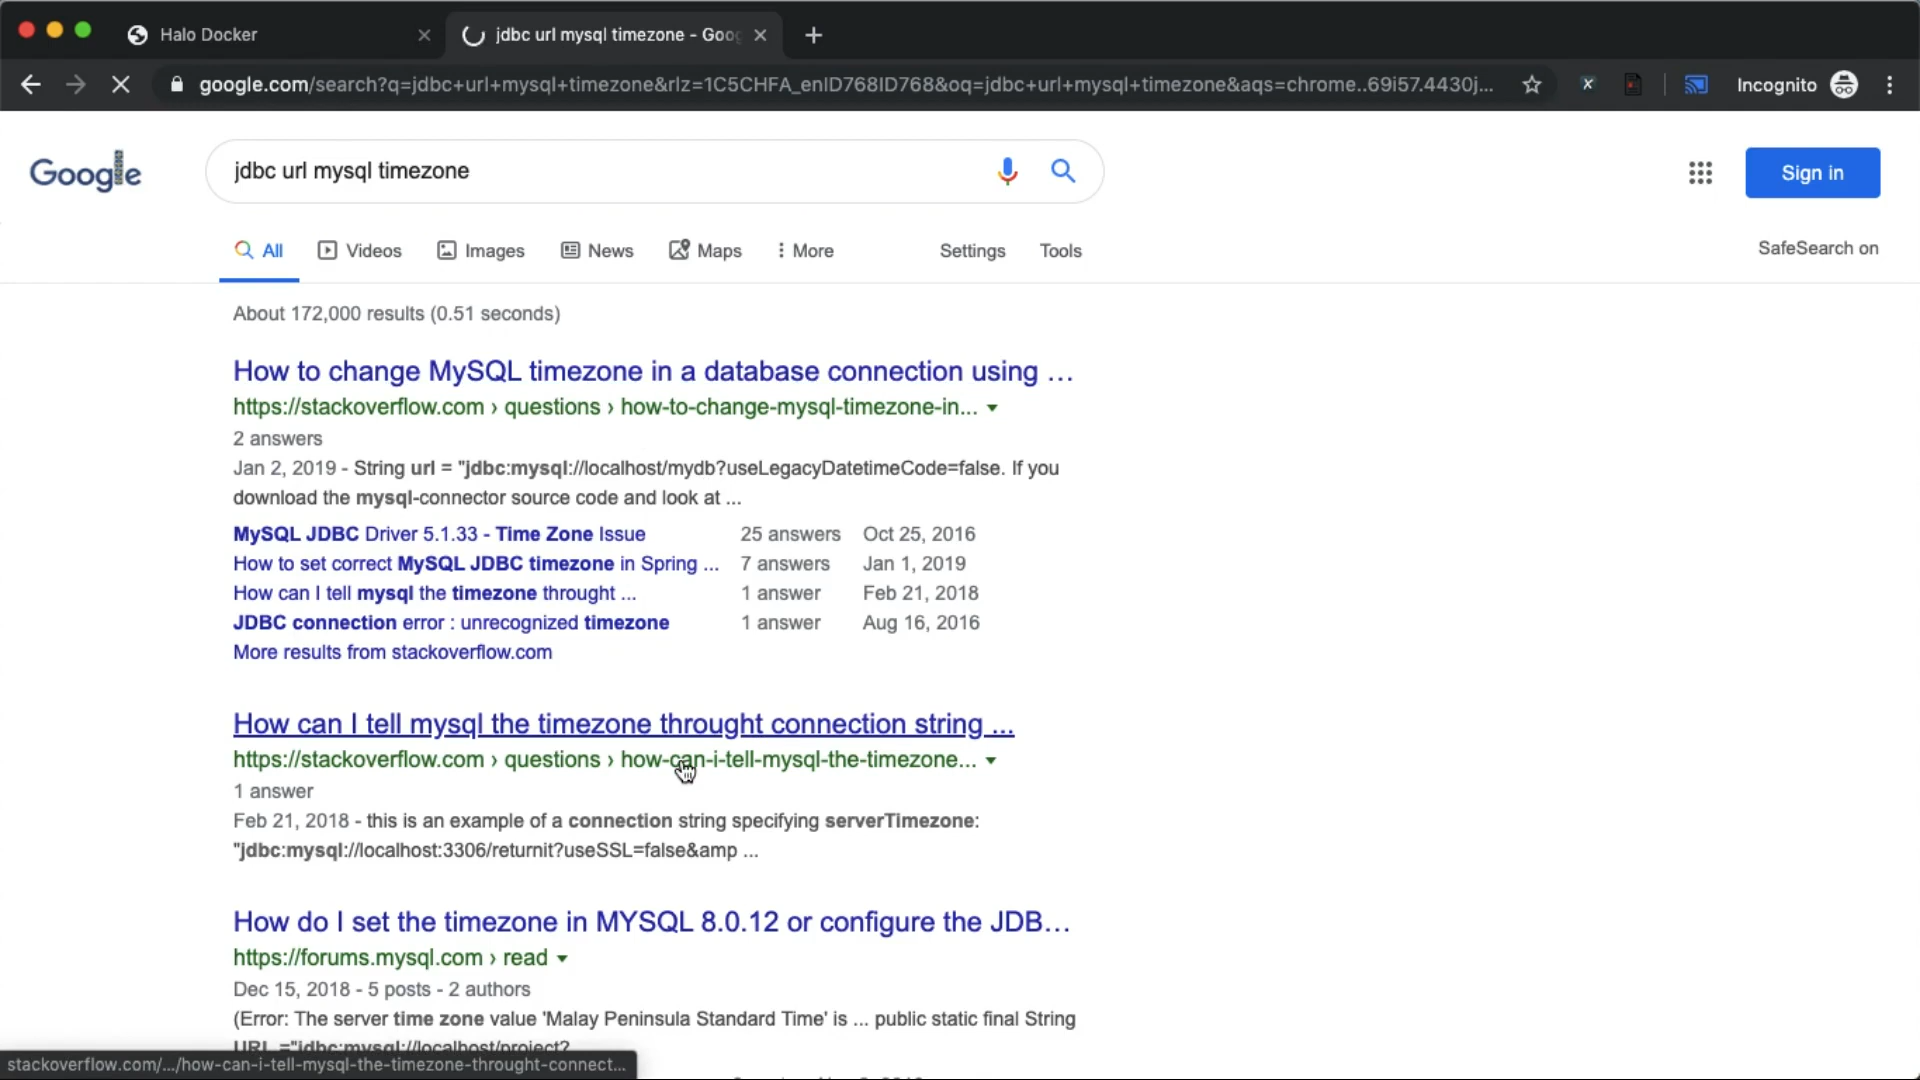 Halo Docker
jdbc url mysql timezone - Goog
google.com/search?q=jdbc+url+mysql+timezone&rlz=1C5CHFA_enID768ID768&oq=jdbc+url+mysql+timezone&aqs=chrome..69i57.4430j...
Incognito
Google
jdbc url mysql timezone
Sign in
All Videos Images News Maps More Settings Tools
SafeSearch on
About 172,000 results (0.51 seconds)
How to change MySQL timezone in a database connection using ...
https://stackoverflow.com › questions › how-to-change-mysql-timezone-in...
2 answers
Jan 2, 2019 - String url = "jdbc:mysql://localhost/mydb?useLegacyDatetimeCode=false. If you
download the mysql-connector source code and look at ...
MySQL JDBC Driver 5.1.33 - Time Zone Issue 25 answers Oct 25, 2016
How to set correct MySQL JDBC timezone in Spring ... 7 answers Jan 1, 2019
How can I tell mysql the timezone throught ... 1 answer Feb 21, 2018
JDBC connection error : unrecognized timezone 1 answer Aug 16, 2016
More results from stackoverflow.com
How can I tell mysql the timezone throught connection string ...
https://stackoverflow.com › questions › how-can-i-tell-mysql-the-timezone...
1 answer
Feb 21, 2018 - this is an example of a connection string specifying serverTimezone:
"jdbc:mysql://localhost:3306/returnit?useSSL=false&amp ...
How do I set the timezone in MYSQL 8.0.12 or configure the JDB...
https://forums.mysql.com › read
Dec 15, 2018 - 5 posts - 2 authors
(Error: The server time zone value 'Malay Peninsula Standard Time' is ... public static final String
URL ="jdbc:mysql://localhost/project?
stackoverflow.com/.../how-can-i-tell-mysql-the-timezone-throught-connect...